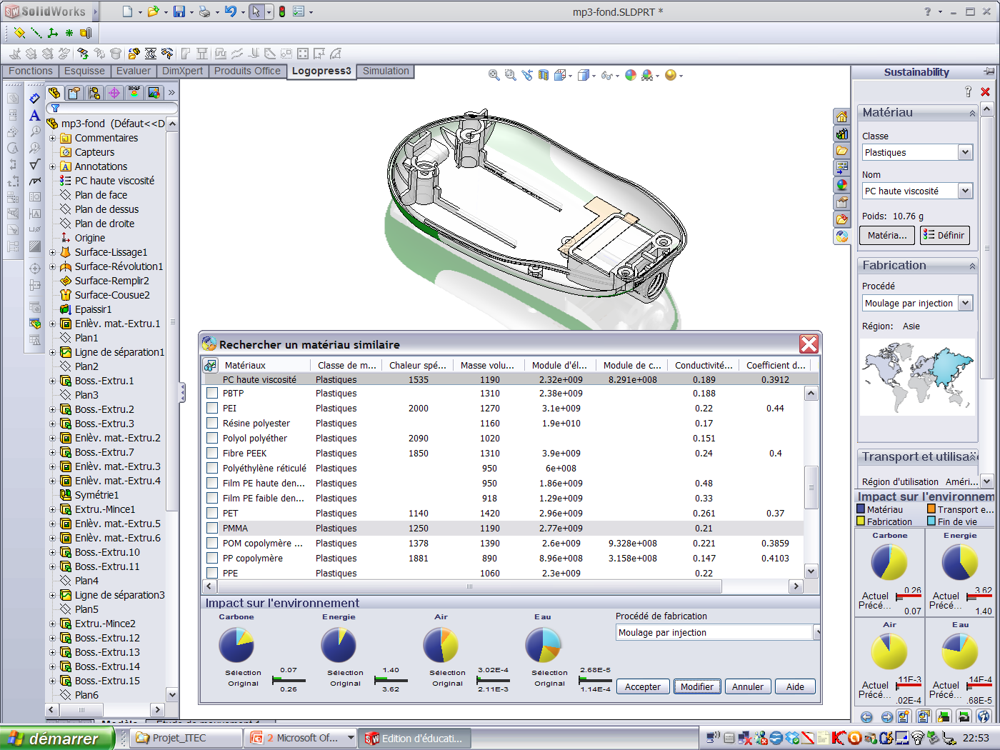 SolidWorks
mp3-fond.SLDPRT *
Fonctions
Esquisse
Evaluer
DimXpert
Produits Office
Logopress3
Simulation
mp3-fond (Défaut<<D
Commentaires
Capteurs
Annotations
PC haute viscosité
Plan de face
Plan de dessus
Plan de droite
Origine
Surface-Lissage1
Surface-Révolution1
Surface-Remplir2
Surface-Cousue2
Epaissir1
Enlèv. mat.-Extru.1
Plan1
Ligne de séparation1
Plan2
Boss.-Extru.1
Plan3
Boss.-Extru.2
Boss.-Extru.3
Enlèv. mat.-Extru.2
Boss.-Extru.7
Enlèv. mat.-Extru.3
Enlèv. mat.-Extru.4
Symétrie1
Extru.-Mince1
Enlèv. mat.-Extru.5
Enlèv. mat.-Extru.6
Boss.-Extru.10
Boss.-Extru.11
Plan4
Ligne de séparation3
Plan5
Extru.-Mince2
Boss.-Extru.12
Boss.-Extru.13
Boss.-Extru.14
Boss.-Extru.15
Plan6
Rechercher un matériau similaire
Matériaux Classe de m... Chaleur spé... Masse volu... Module d'él... Module de c... Conductivité... Coefficient d...
PC haute viscosité Plastiques 1535 1190 2.32e+009 8.291e+008 0.189 0.3912
PBTP Plastiques 1310 2.38e+009 0.188
PEI Plastiques 2000 1270 3.1e+009 0.22 0.44
Résine polyester Plastiques 1160 1.9e+010 0.17
Polyol polyéther Plastiques 2090 1020 0.151
Fibre PEEK Plastiques 1850 1310 3.9e+009 0.24 0.4
Polyéthylène réticulé Plastiques 950 6e+008
Film PE haute den... Plastiques 950 1.86e+009 0.48
Film PE faible den... Plastiques 918 1.29e+009 0.33
PET Plastiques 1140 1420 2.96e+009 0.261 0.37
PMMA Plastiques 1250 1190 2.77e+009 0.21
POM copolymère ... Plastiques 1378 1390 2.6e+009 9.328e+008 0.221 0.3859
PP copolymère Plastiques 1881 890 8.96e+008 3.158e+008 0.147 0.4103
PPE Plastiques 1060 2.3e+009 0.22
Impact sur l'environnement
Carbone Energie Air Eau
Sélection 0.07 Sélection 1.40 Sélection 3.02E-4 Sélection 2.68E-5
Original 0.26 Original 3.62 Original 2.11E-3 Original 1.14E-4
Procédé de fabrication
Moulage par injection
Accepter Modifier Annuler Aide
Sustainability
Matériau
Classe
Plastiques
Nom
PC haute viscosité
Poids: 10.76 g
Matéria... Définir
Fabrication
Procédé
Moulage par injection
Région: Asie
Transport et utilisa
Région d'utilisation Améri...
Impact sur l'environnem
Matériau Transport e...
Fabrication Fin de vie
Carbone Energie
0.26 3.62
Actuel Actuel
Précé... Précé...
0.07 1.40
Air Eau
.11E-3 .14E-4
Actuel Actuel
Précé... Précé...
.02E-4 .68E-5
démarrer
Projet_ITEC
2 Microsoft Of...
Edition d'éducati...
22:53